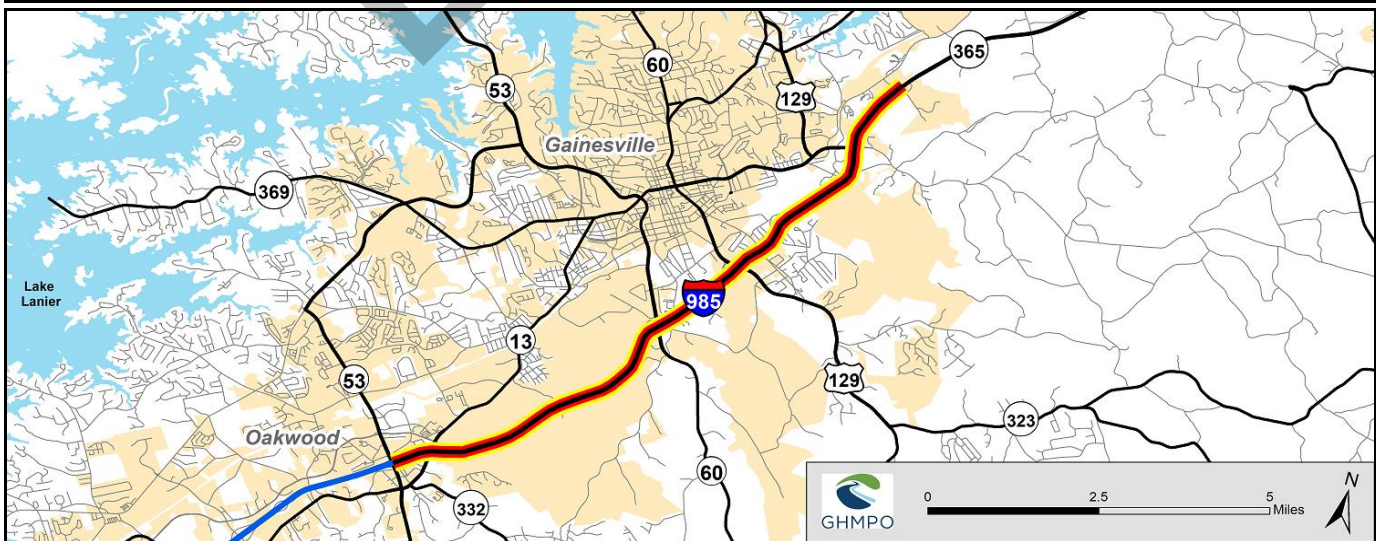 365
60
53
129
Gainesville
369
Lake
Lanier
985
13
53
129
323
Oakwood
60
332
GHMPO
0
2.5
5
Miles
N